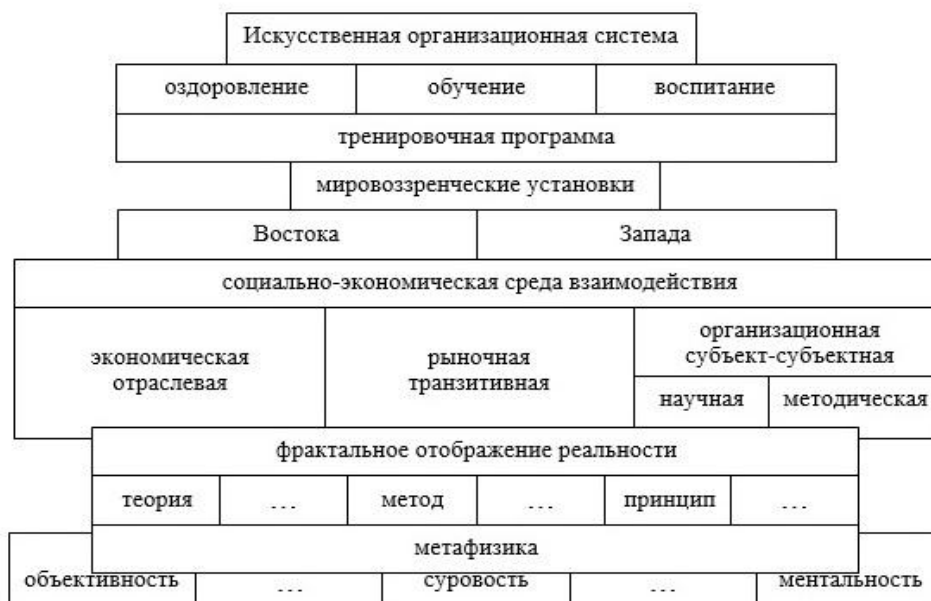 Искусственная организационная система
оздоровление обучение воспитание
тренировочная программа
мировоззренческие установки
Востока Запада
социально-экономическая среда взаимодействия
экономическая
отраслевая
рыночная
транзитивная
организационная
субъект-субъектная
научная методическая
фрактальное отображение реальности
теория ... метод ... принцип ...
метафизика
объективность ... суровость ... ментальность